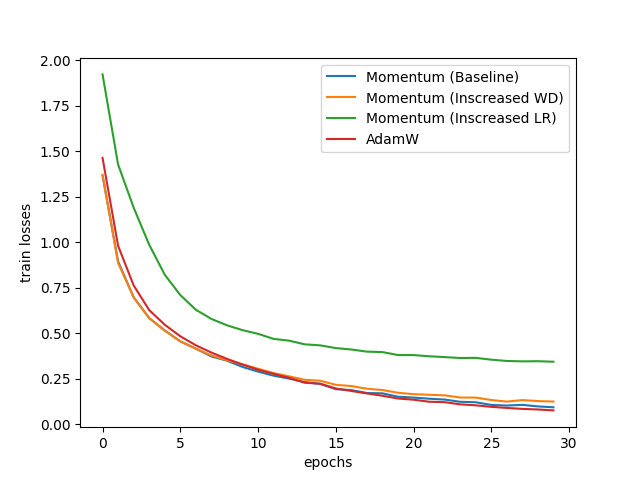 2.00
1.75
1.50
1.25
1.00
0.75
0.50
0.25
0.00
train losses
Momentum (Baseline)
Momentum (Inscreased WD)
Momentum (Inscreased LR)
AdamW
0 5 10 15 20 25 30
epochs